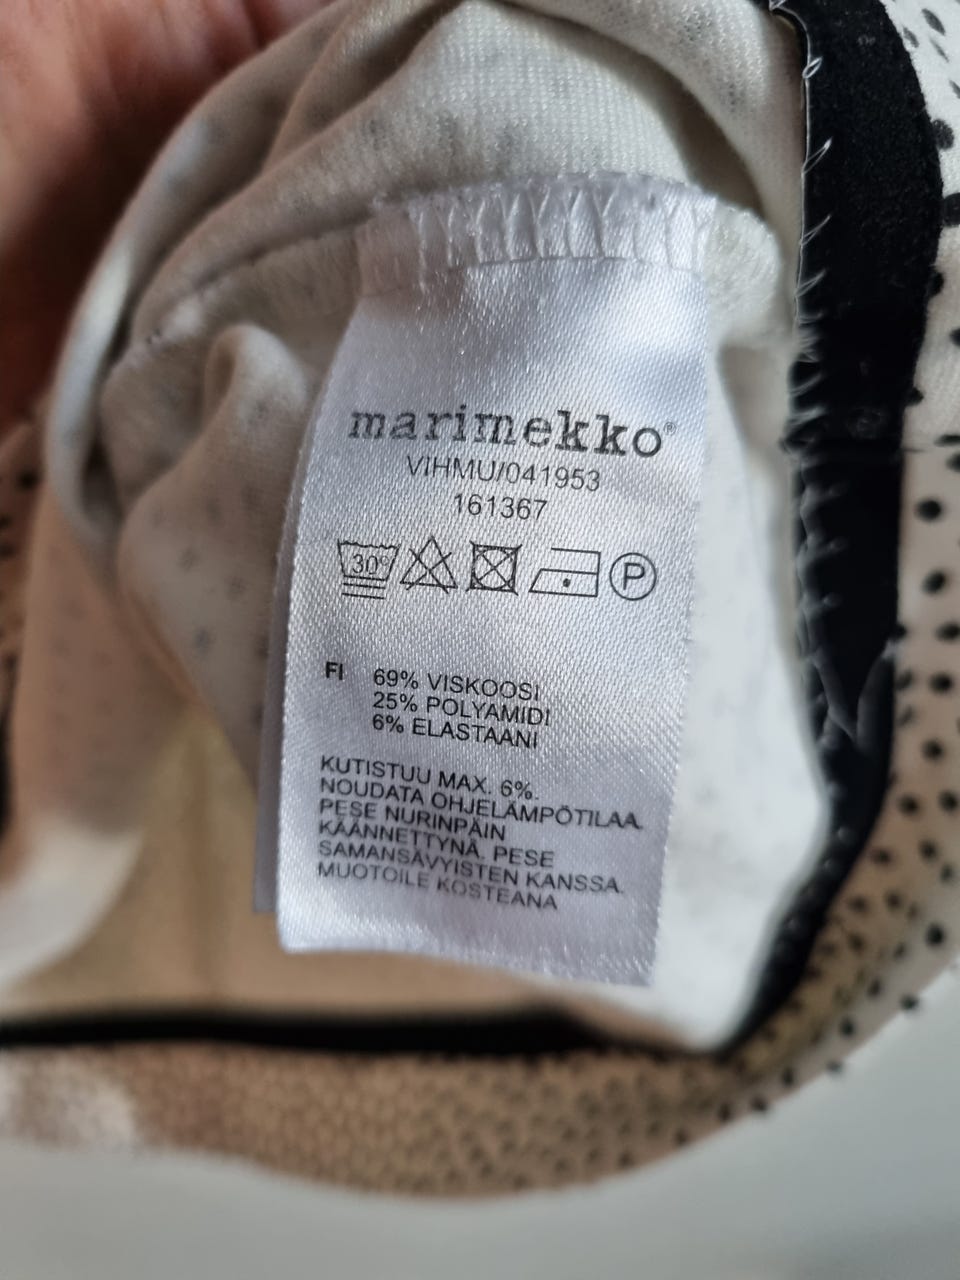 marimekko®
VIHMU/041953
161367
30°
P
FI 69% VISKOOSI
25% POLYAMIDI
6% ELASTAANI
KUTISTUU MAX. 6%.
NOUDATA OHJELÄMPÖTILAA.
PESE NURINPÄIN
KÄÄNNETTYNÄ. PESE
SAMANSÄVYISTEN KANSSA.
MUOTOILE KOSTEANA